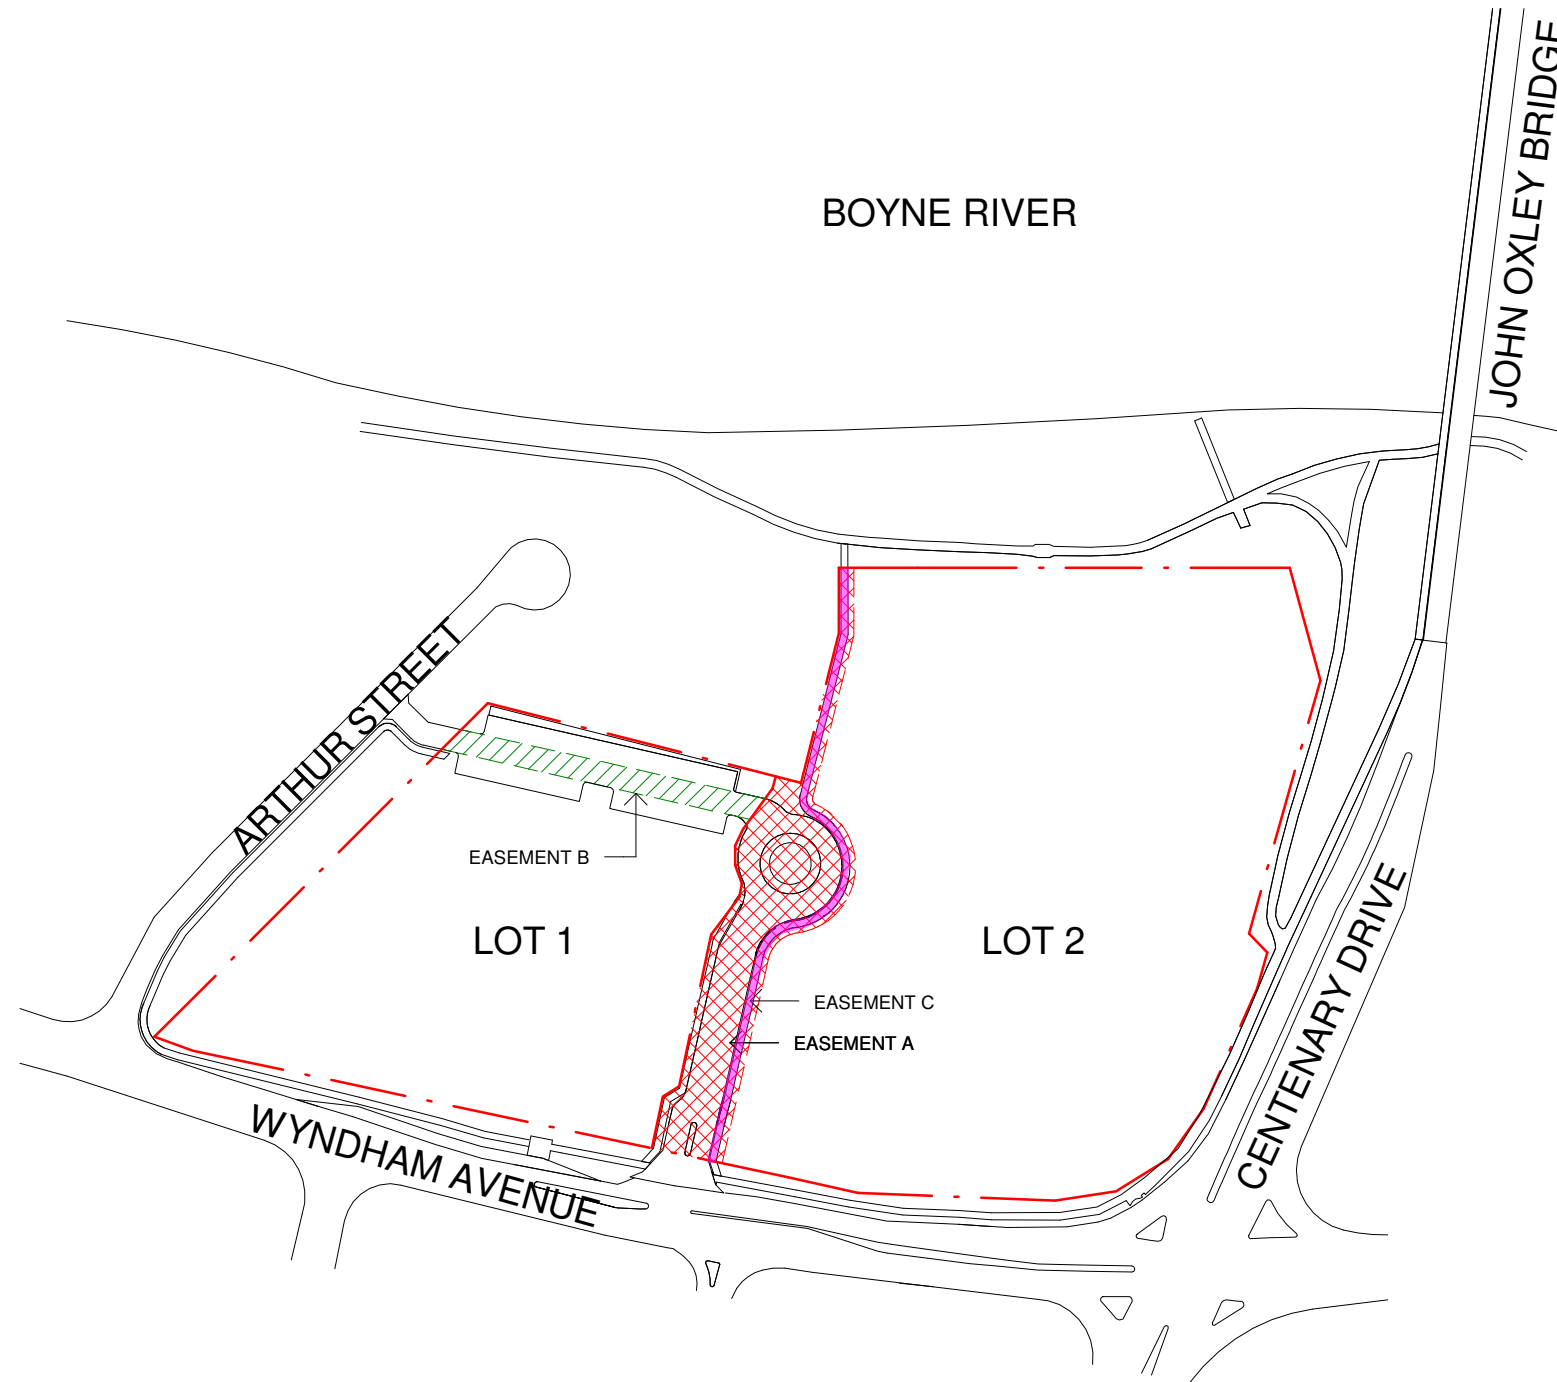 JOHN OXLEY BRIDGE
BOYNE RIVER
ARTHUR STREET
EASEMENT B
LOT 1
LOT 2
EASEMENT C
EASEMENT A
CENTENARY DRIVE
WYNDHAM AVENUE